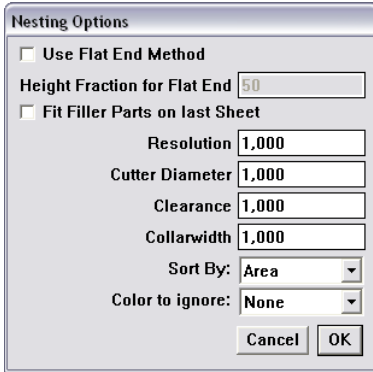 Nesting Options
Use Flat End Method
Height Fraction for Flat End 50
Fit Filler Parts on last Sheet
Resolution 1,000
Cutter Diameter 1,000
Clearance 1,000
Collarwidth 1,000
Sort By: Area
Color to ignore: None
Cancel OK